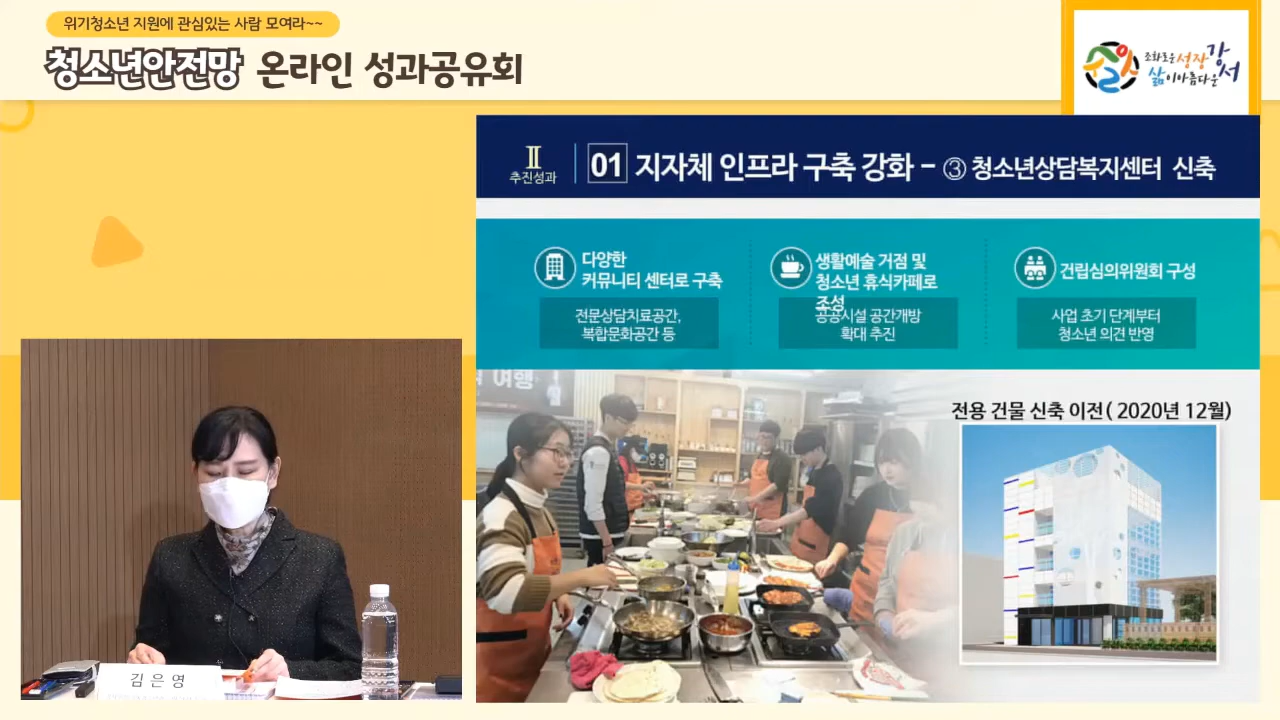 위기청소년 지원에 관심있는 사람 모여라~~
청소년안전망 온라인 성과공유회
조화로운 성장 강서
삶이아름다운
Ⅱ
추진성과
01 지자체 인프라 구축 강화 - ③ 청소년상담복지센터 신축
다양한
커뮤니티 센터로 구축
전문상담치료공간,
복합문화공간 등
생활예술 거점 및
청소년 휴식카페로
조성
공공시설 공간개방
확대 추진
건립심의위원회 구성
사업 초기 단계부터
청소년 의견 반영
여행
전용 건물 신축 이전( 2020년 12월)
김은영